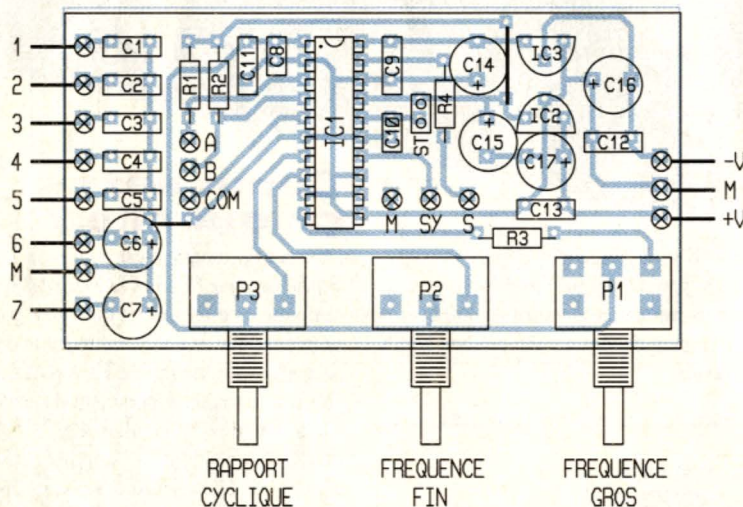 1 C1 R1 R2 C11 C8 IC1 C9 C14 + IC3
2 C2 R4 + C16
3 C3 A C10 ST + IC2 C12
4 C4 B C15 C17 + -V
5 C5 COM M SY S C13 M
6 C6 + +V
M R3
7 C7 + P3 P2 P1
RAPPORT FREQUENCE FREQUENCE
CYCLIQUE FIN GROS